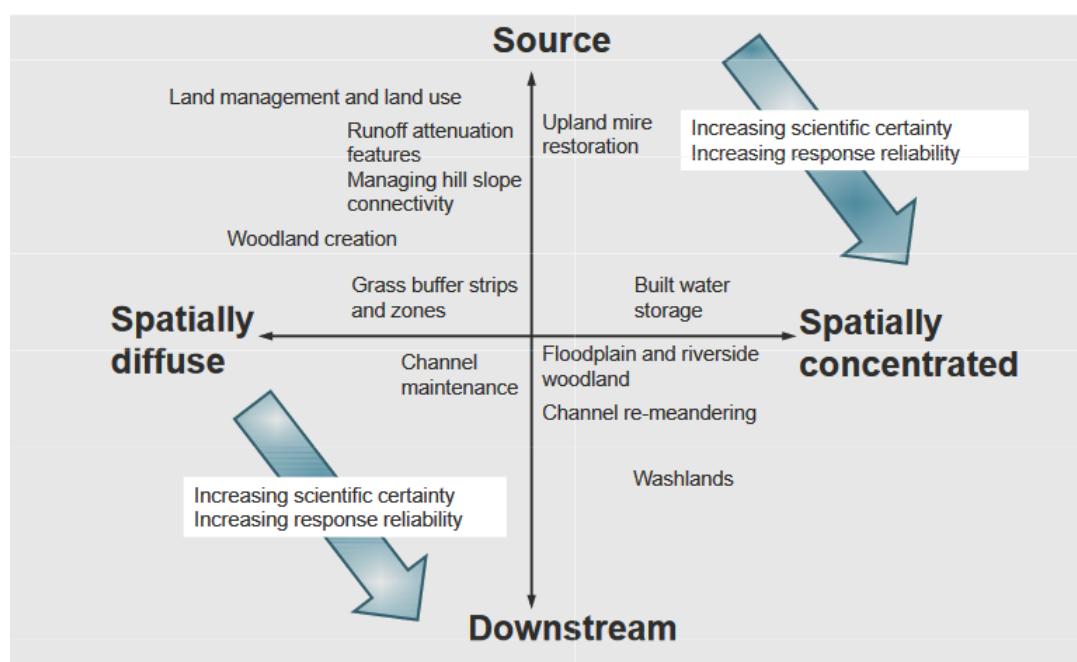 Source
Land management and land use
Runoff attenuation
features
Managing hill slope
connectivity
Upland mire
restoration
Increasing scientific certainty
Increasing response reliability
Woodland creation
Grass buffer strips
and zones
Built water
storage
Spatially
diffuse
Spatially
concentrated
Channel
maintenance
Floodplain and riverside
woodland
Channel re-meandering
Washlands
Increasing scientific certainty
Increasing response reliability
Downstream